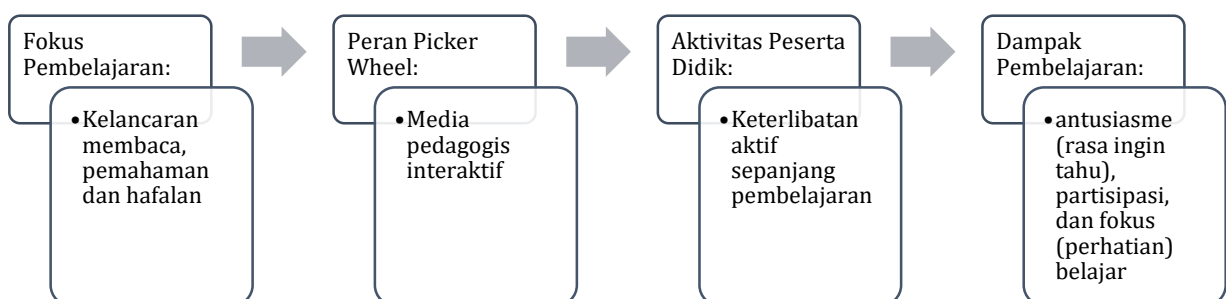 Fokus
Pembelajaran:
•Kelancaran
membaca,
pemahaman
dan hafalan
Peran Picker
Wheel:
•Media
pedagogis
interaktif
Aktivitas Peserta
Didik:
•Keterlibatan
aktif
sepanjang
pembelajaran
Dampak
Pembelajaran:
•antusiasme
(rasa ingin
tahu),
partisipasi,
dan fokus
(perhatian)
belajar